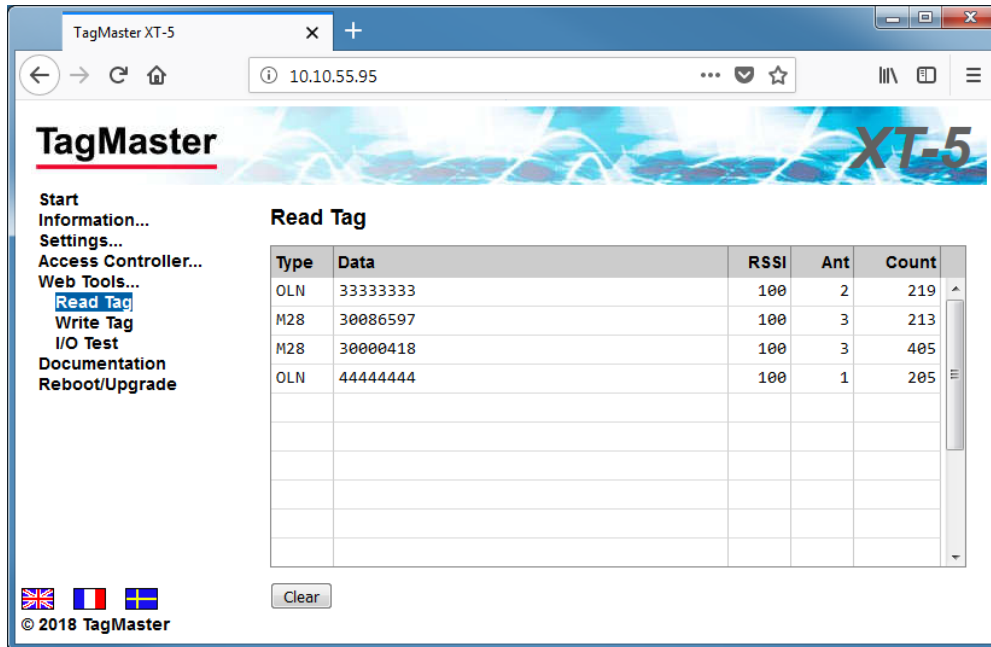 TagMaster XT-5
10.10.55.95
TagMaster
XT-5
Start
Information...
Settings...
Access Controller...
Web Tools...
Read Tag
Write Tag
I/O Test
Documentation
Reboot/Upgrade
Read Tag
Type Data RSSI Ant Count
OLN 33333333 100 2 219
M28 30086597 100 3 213
M28 30000418 100 3 405
OLN 44444444 100 1 205
Clear
© 2018 TagMaster